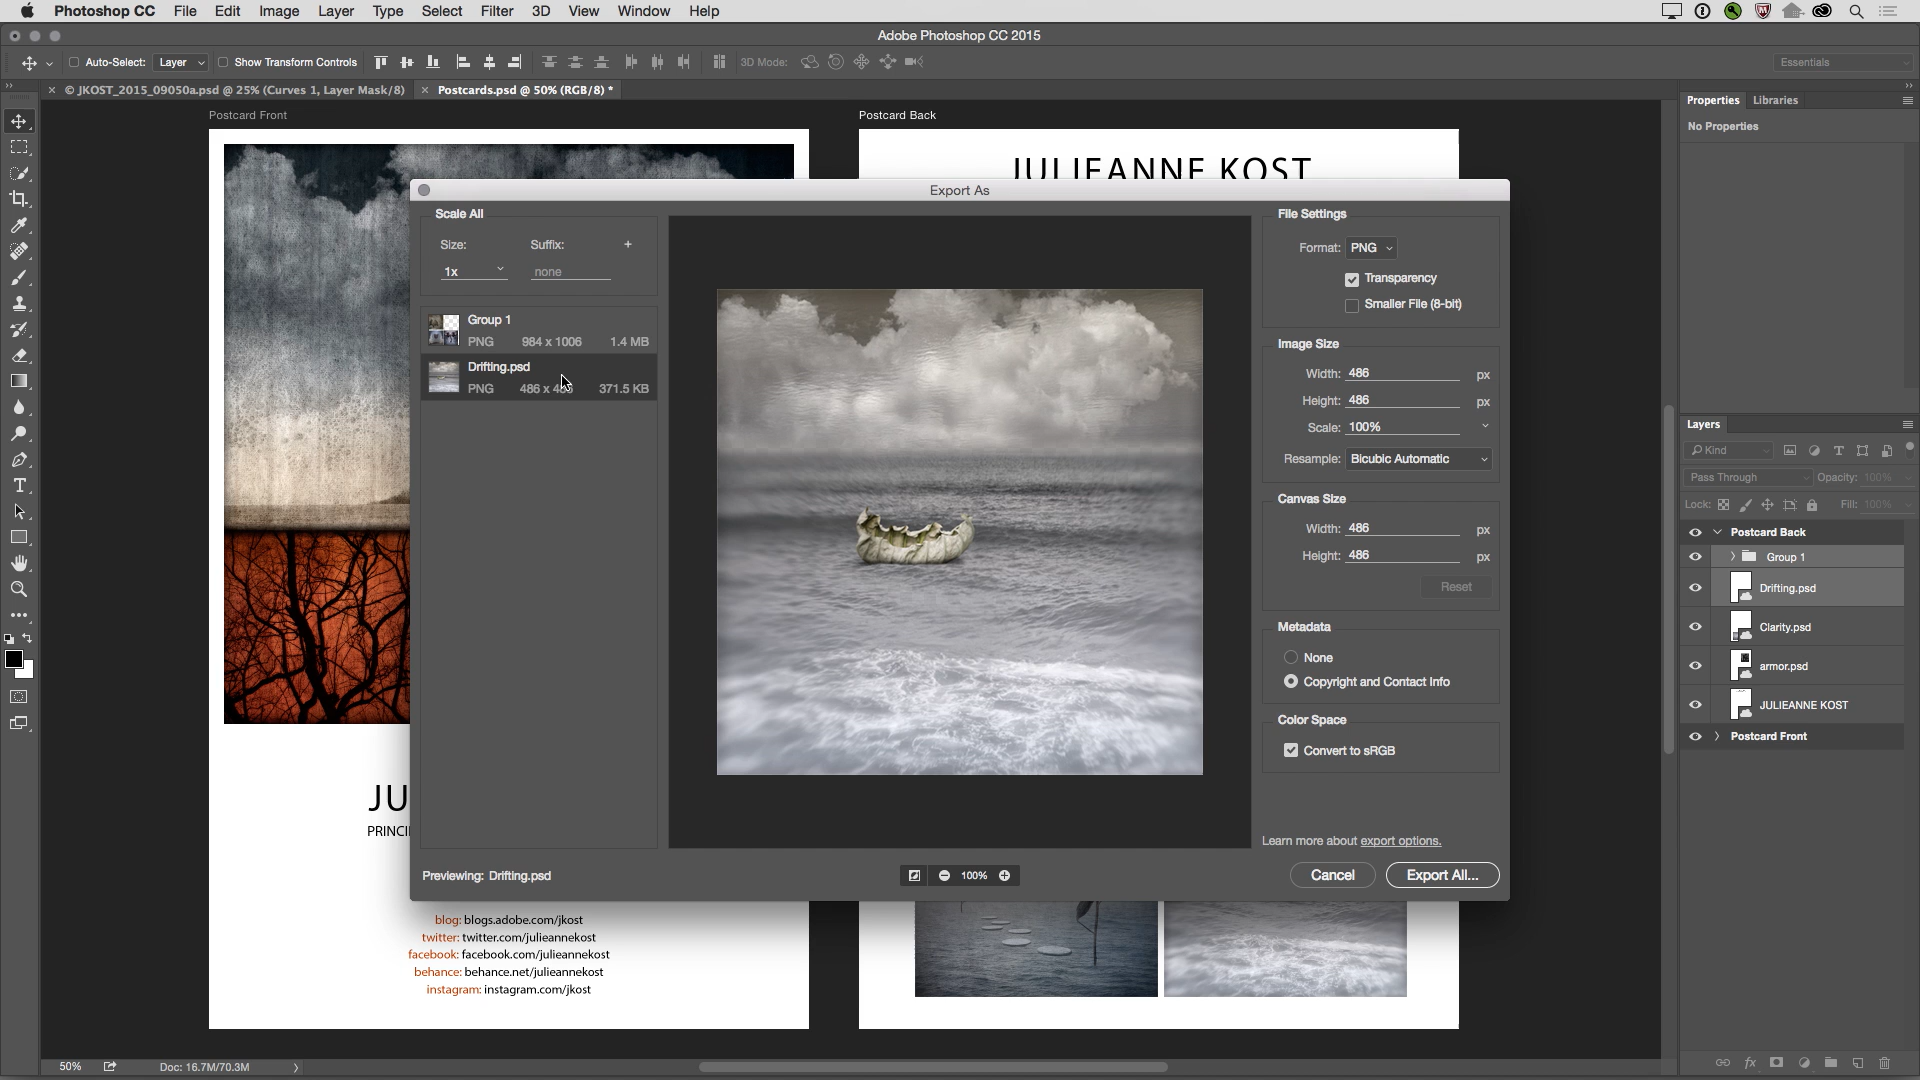 Photoshop CC File Edit Image Layer Type Select Filter 3D View Window Help
Adobe Photoshop CC 2015
Auto-Select: Layer Show Transform Controls 3D Mode: Essentials
© JKOST_2015_09050a.psd @ 25% (Curves 1, Layer Mask/8) Postcards.psd @ 50% (RGB/8) *
Postcard Front
Postcard Back
JULIEANNE KOST
Export As
Scale All
Size: Suffix: +
1x none
Group 1
PNG 984 x 1006 1.4 MB
Drifting.psd
PNG 486 x 486 371.5 KB
File Settings
Format: PNG
Transparency
Smaller File (8-bit)
Image Size
Width: 486 px
Height: 486 px
Scale: 100%
Resample: Bicubic Automatic
Canvas Size
Width: 486 px
Height: 486 px
Reset
Metadata
None
Copyright and Contact Info
Color Space
Convert to sRGB
Learn more about export options.
Previewing: Drifting.psd
100%
Cancel Export All...
JU
PRINCI
blog: blogs.adobe.com/jkost
twitter: twitter.com/julieannekost
facebook: facebook.com/julieannekost
behance: behance.net/julieannekost
instagram: instagram.com/jkost
Properties Libraries
No Properties
Layers
Kind
Pass Through Opacity: 100%
Lock: Fill: 100%
Postcard Back
Group 1
Drifting.psd
Clarity.psd
armor.psd
JULIEANNE KOST
Postcard Front
fx
50% Doc: 16.7M/70.3M